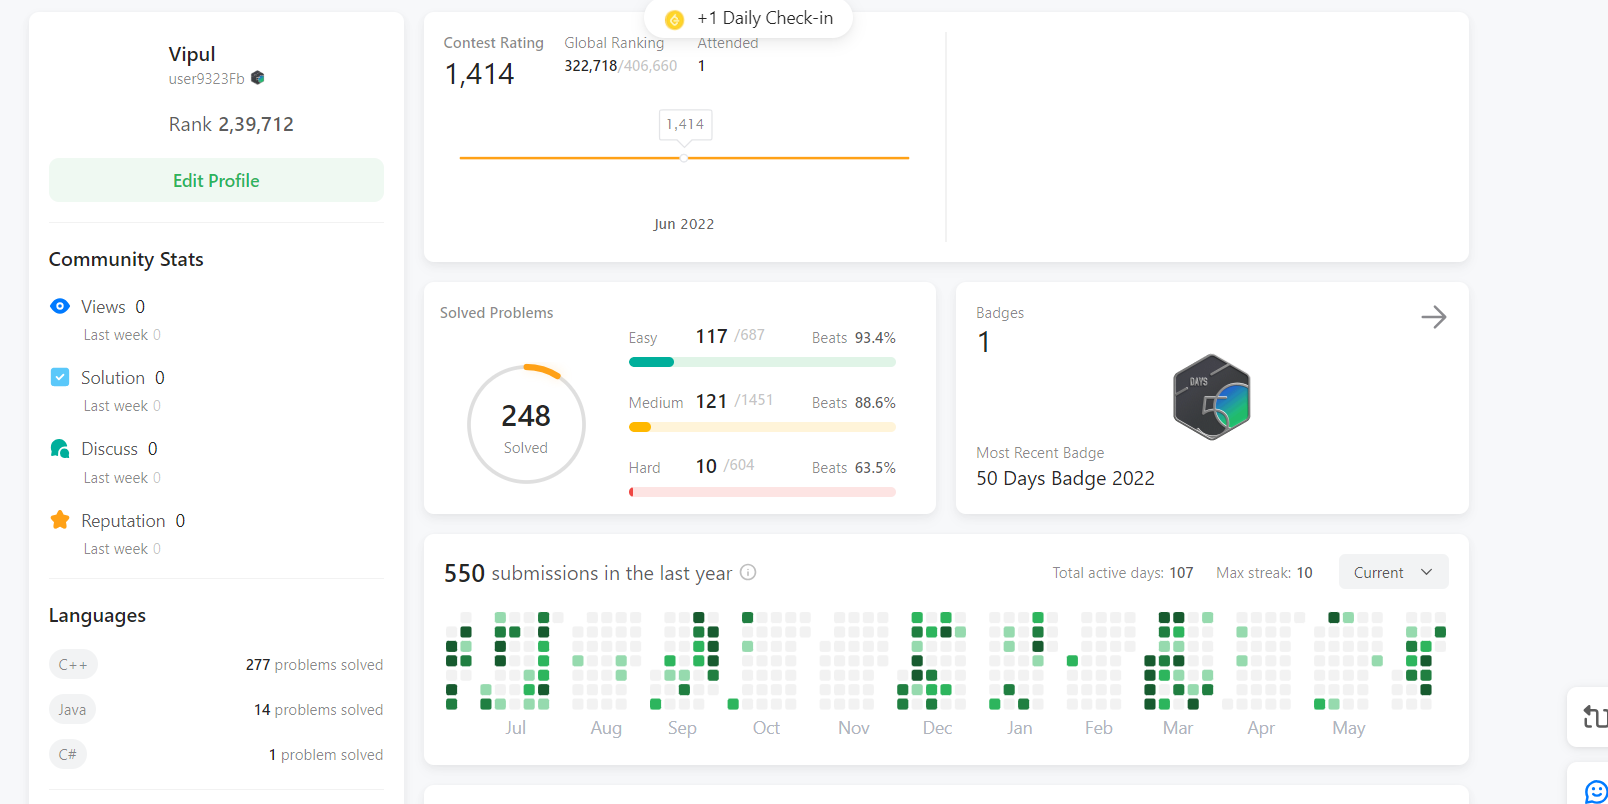 +1 Daily Check-in
Vipul
user9323Fb
Rank 2,39,712
Edit Profile
Community Stats
Views 0
Last week 0
Solution 0
Last week 0
Discuss 0
Last week 0
Reputation 0
Last week 0
Languages
C++ 277 problems solved
Java 14 problems solved
C# 1 problem solved
Contest Rating
1,414
Global Ranking
322,718/406,660
Attended
1
1,414
Jun 2022
Solved Problems
248
Solved
Easy 117 /687 Beats 93.4%
Medium 121 /1451 Beats 88.6%
Hard 10 /604 Beats 63.5%
Badges
1
DAYS
50
Most Recent Badge
50 Days Badge 2022
550 submissions in the last year
Total active days: 107 Max streak: 10 Current
Jul Aug Sep Oct Nov Dec Jan Feb Mar Apr May